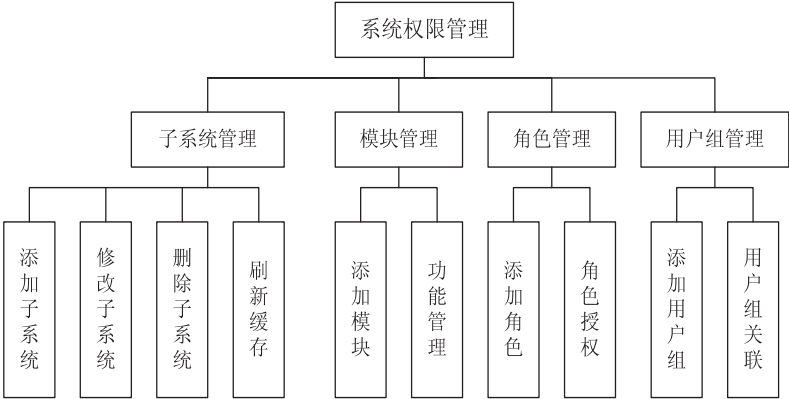 系统权限管理
子系统管理
模块管理
角色管理
用户组管理
添加子系统
修改子系统
删除子系统
刷新缓存
添加模块
功能管理
添加角色
角色授权
添加用户组
用户组关联